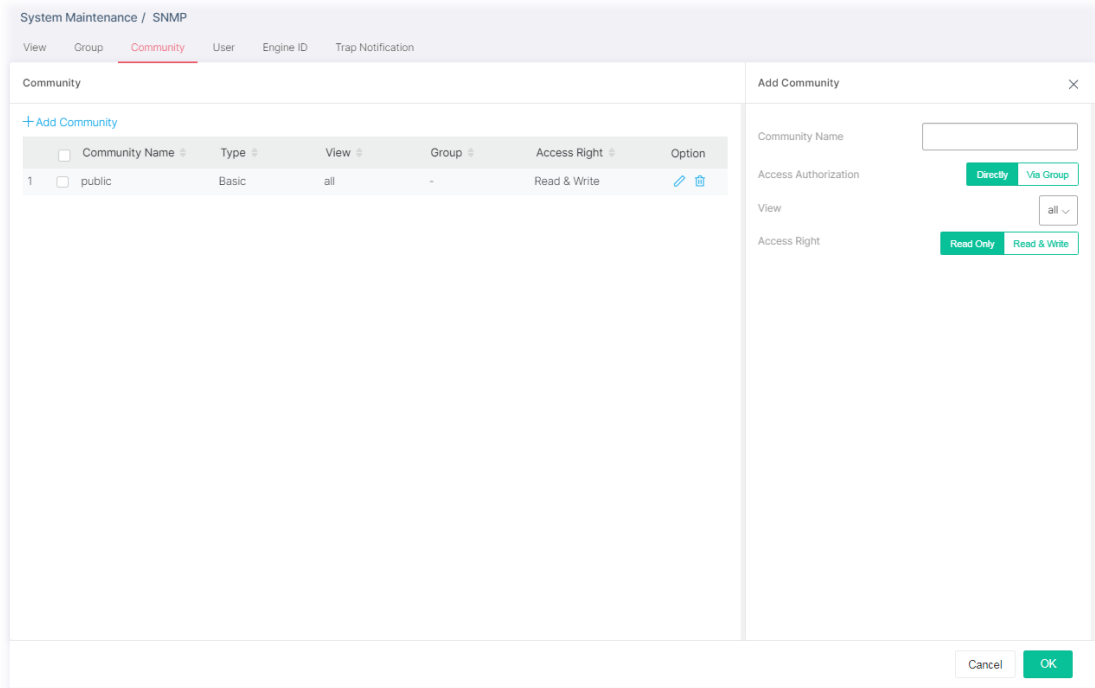 System Maintenance / SNMP
View Group Community User Engine ID Trap Notification
Community
+Add Community
Community Name Type View Group Access Right Option
1 public Basic all - Read & Write
Add Community
Community Name
Access Authorization Directly Via Group
View all
Access Right Read Only Read & Write
Cancel OK